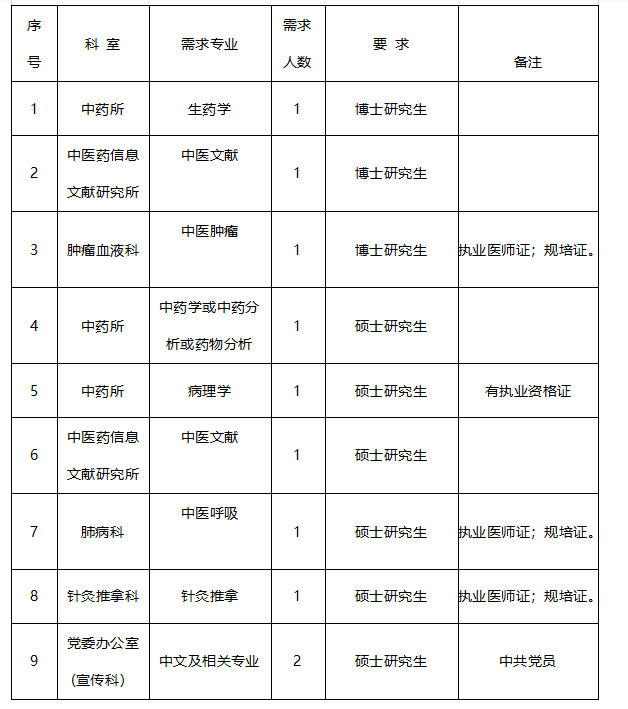 序号 科 室 需求专业 需求人数 要 求 备注
1 中药所 生药学 1 博士研究生
2 中医药信息文献研究所 中医文献 1 博士研究生
3 肿瘤血液科 中医肿瘤 1 博士研究生 执业医师证；规培证。
4 中药所 中药学或中药分析或药物分析 1 硕士研究生
5 中药所 病理学 1 硕士研究生 有执业资格证
6 中医药信息文献研究所 中医文献 1 硕士研究生
7 肺病科 中医呼吸 1 硕士研究生 执业医师证；规培证。
8 针灸推拿科 针灸推拿 1 硕士研究生 执业医师证；规培证。
9 党委办公室（宣传科） 中文及相关专业 2 硕士研究生 中共党员